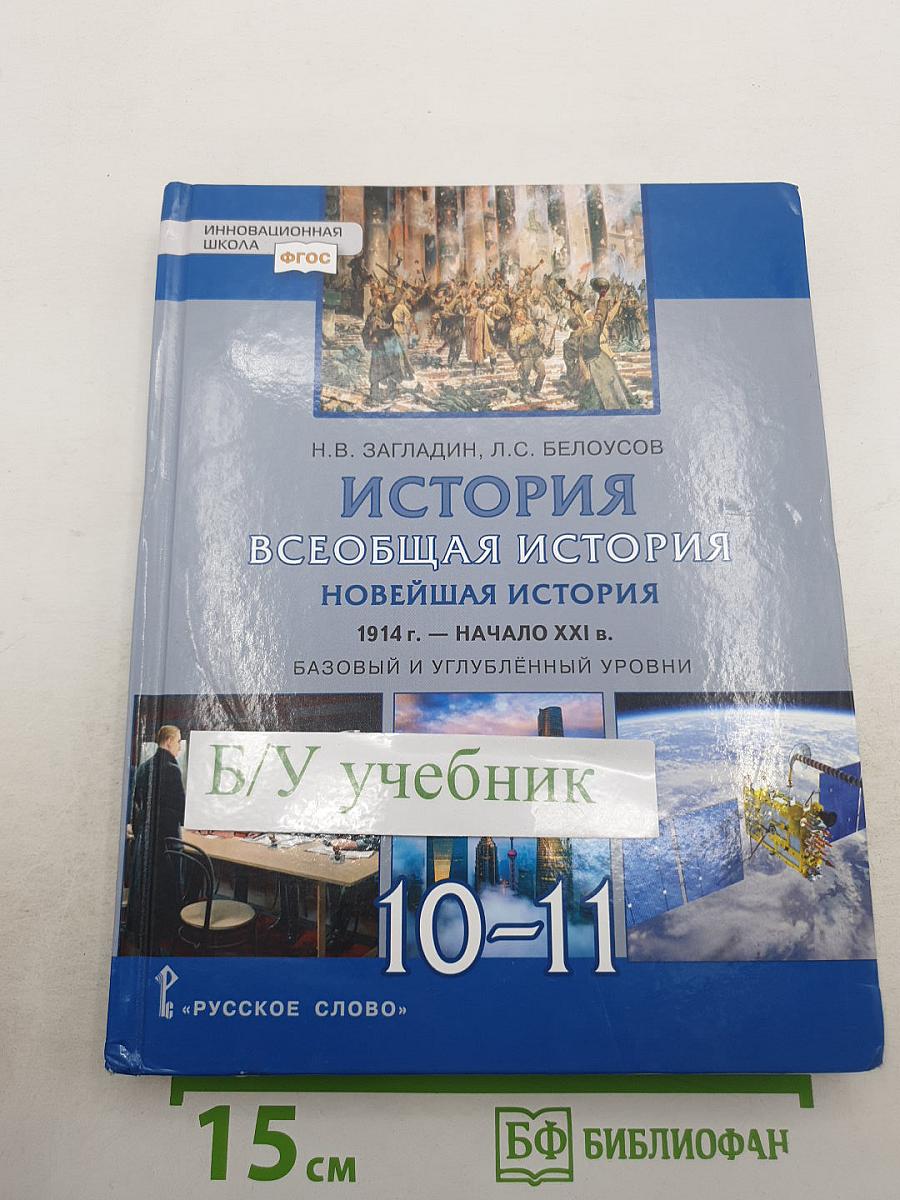 ИННОВАЦИОННАЯ
ШКОЛА
ФГОС
Н.В. ЗАГЛАДИН, Л.С. БЕЛОУСОВ
ИСТОРИЯ
ВСЕОБЩАЯ ИСТОРИЯ
НОВЕЙШАЯ ИСТОРИЯ
1914 г. — НАЧАЛО XXI в.
БАЗОВЫЙ И УГЛУБЛЁННЫЙ УРОВНИ
Б/У учебник
10–11
Рс «РУССКОЕ СЛОВО»
15 см
БФ БИБЛИОФАН